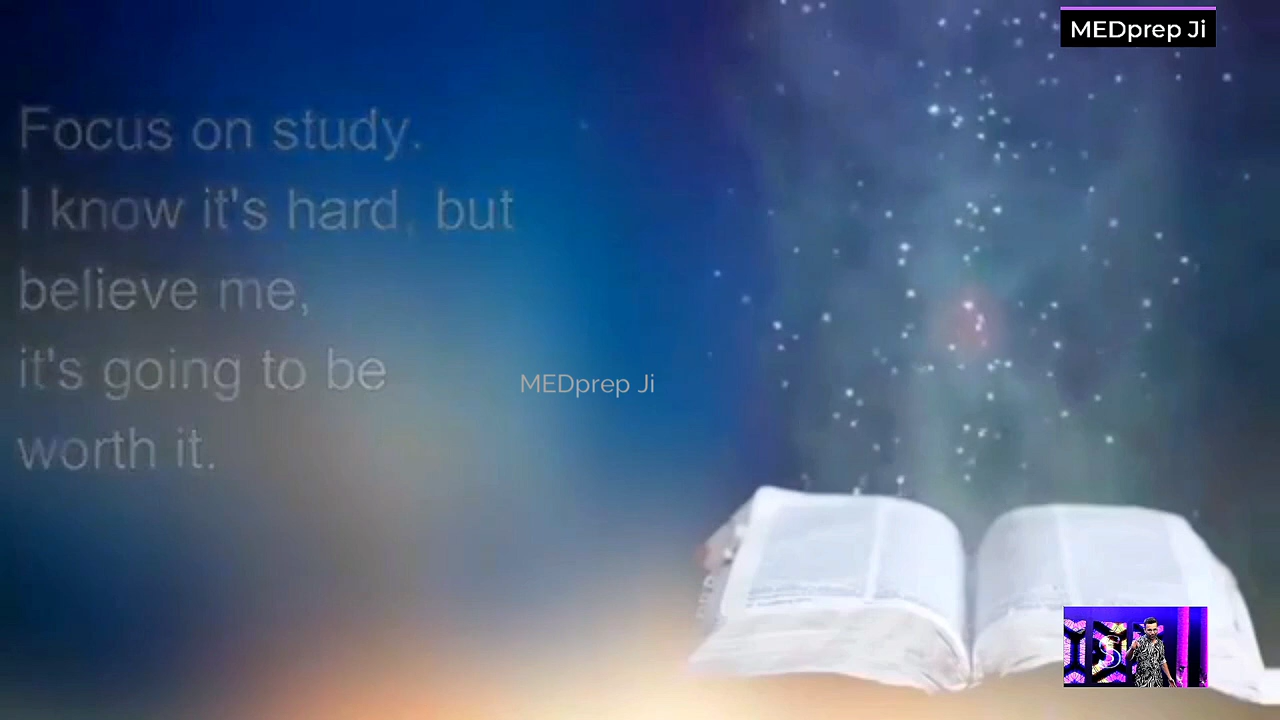 MEDprep Ji
Focus on study.
I know it's hard, but
believe me,
it's going to be
worth it.
MEDprep Ji